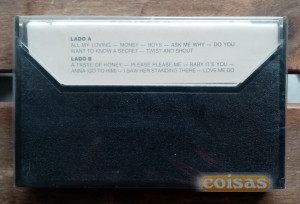 LADO A
ALL MY LOVING — MONEY — BOYS — ASK ME WHY — DO YOU
WANT TO KNOW A SECRET — TWIST AND SHOUT
LADO B
A TASTE OF HONEY — PLEASE PLEASE ME — BABY IT'S YOU —
ANNA (GO TO HIM) — I SAW HER STANDING THERE — LOVE ME DO
coisas